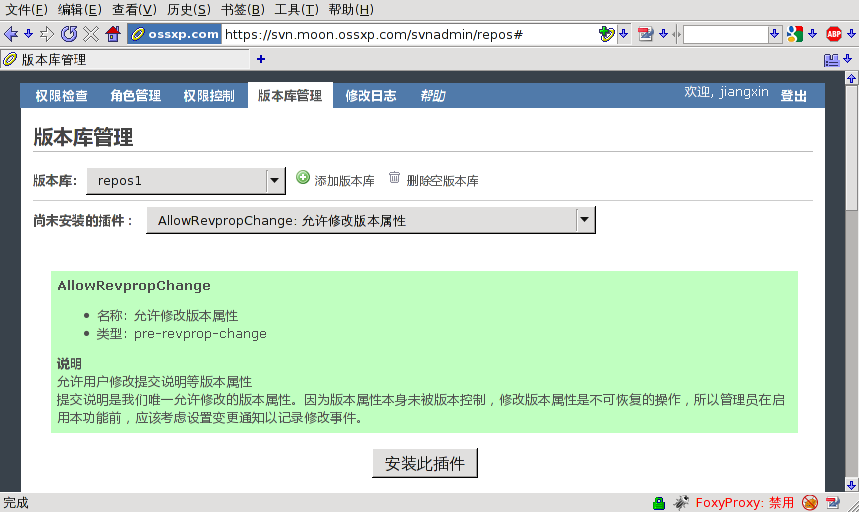 文件(F) 编辑(E) 查看(V) 历史(S) 书签(B) 工具(T) 帮助(H)
ossxp.com https://svn.moon.ossxp.com/svnadmin/repos# ABP
版本库管理
权限检查 角色管理 权限控制 版本库管理 修改日志 帮助 欢迎, jiangxin 登出
版本库管理
版本库: repos1 添加版本库 删除空版本库
尚未安装的插件： AllowRevpropChange: 允许修改版本属性
AllowRevpropChange
名称: 允许修改版本属性
类型: pre-revprop-change
说明
允许用户修改提交说明等版本属性
提交说明是我们唯一允许修改的版本属性。因为版本属性本身未被版本控制，修改版本属性是不可恢复的操作，所以管理员在启
用本功能前，应该考虑设置变更通知以记录修改事件。
安装此插件
完成 FoxyProxy: 禁用